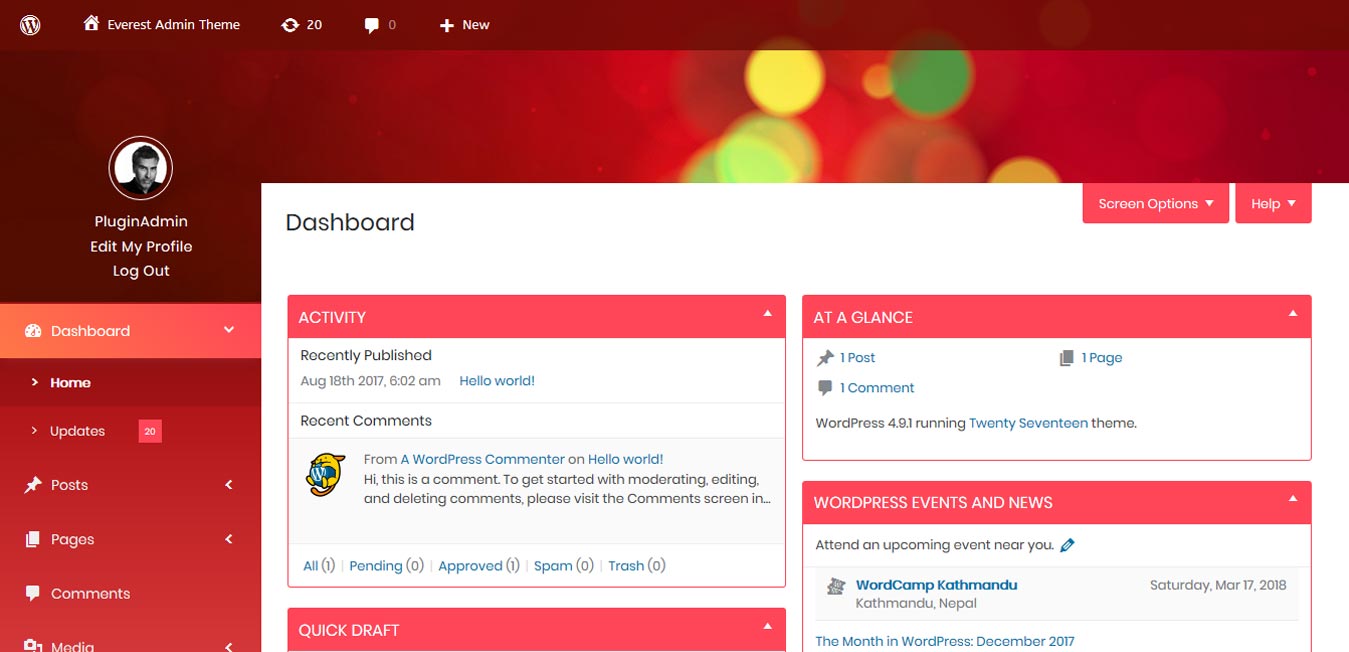 Everest Admin Theme 20 0 New
PluginAdmin
Edit My Profile
Log Out
Dashboard
Home
Updates 20
Posts
Pages
Comments
Media
Dashboard
Screen Options Help
ACTIVITY
Recently Published
Aug 18th 2017, 6:02 am Hello world!
Recent Comments
From A WordPress Commenter on Hello world!
Hi, this is a comment. To get started with moderating, editing,
and deleting comments, please visit the Comments screen in...
All (1) | Pending (0) | Approved (1) | Spam (0) | Trash (0)
QUICK DRAFT
AT A GLANCE
1 Post 1 Page
1 Comment
WordPress 4.9.1 running Twenty Seventeen theme.
WORDPRESS EVENTS AND NEWS
Attend an upcoming event near you.
WordCamp Kathmandu Saturday, Mar 17, 2018
Kathmandu, Nepal
The Month in WordPress: December 2017